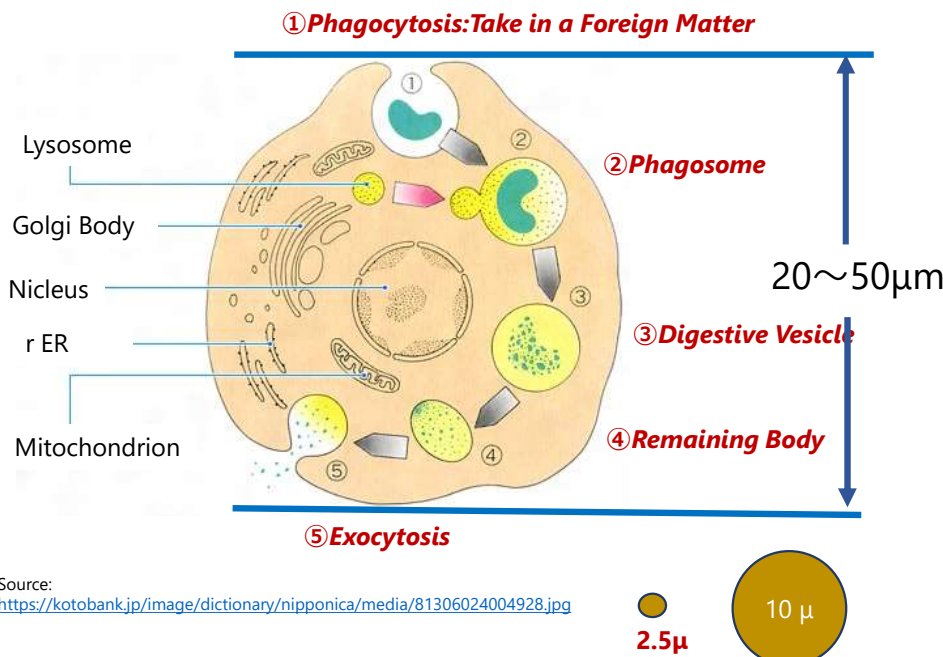 ①Phagocytosis:Take in a Foreign Matter
①
Lysosome
②
②Phagosome
Golgi Body
Nicleus
20～50μm
③
r ER
③Digestive Vesicle
Mitochondrion
④Remaining Body
④
⑤
⑤Exocytosis
Source:
https://kotobank.jp/image/dictionary/nipponica/media/81306024004928.jpg
10 μ
2.5μ